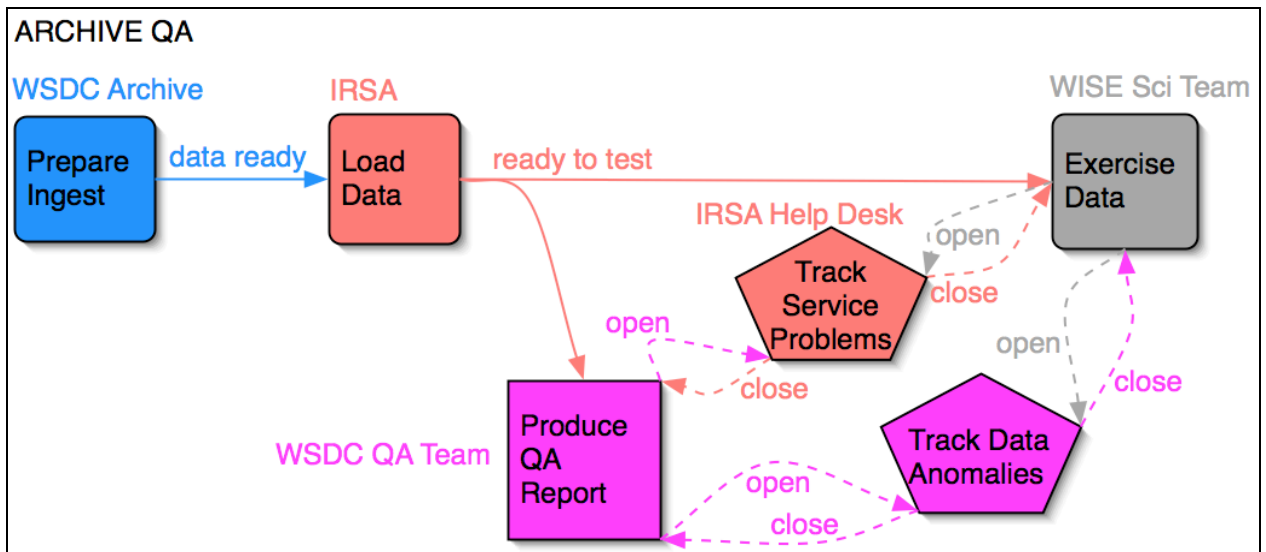 ARCHIVE QA
WSDC Archive
IRSA
WISE Sci Team
Prepare
Ingest
data ready
Load
Data
ready to test
Exercise
Data
IRSA Help Desk
open
close
Track
Service
Problems
open
close
open
close
WSDC QA Team
Produce
QA
Report
Track Data
Anomalies
open
close